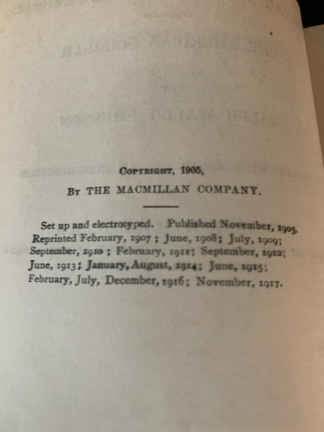 COPYRIGHT, 1905,
BY THE MACMILLAN COMPANY.
Set up and electrotyped. Published November, 1905.
Reprinted February, 1907; June, 1908; July, 1909;
September, 1910; February, 1911; September, 1912;
June, 1913; January, August, 1914; June, 1915;
February, July, December, 1916; November, 1917.